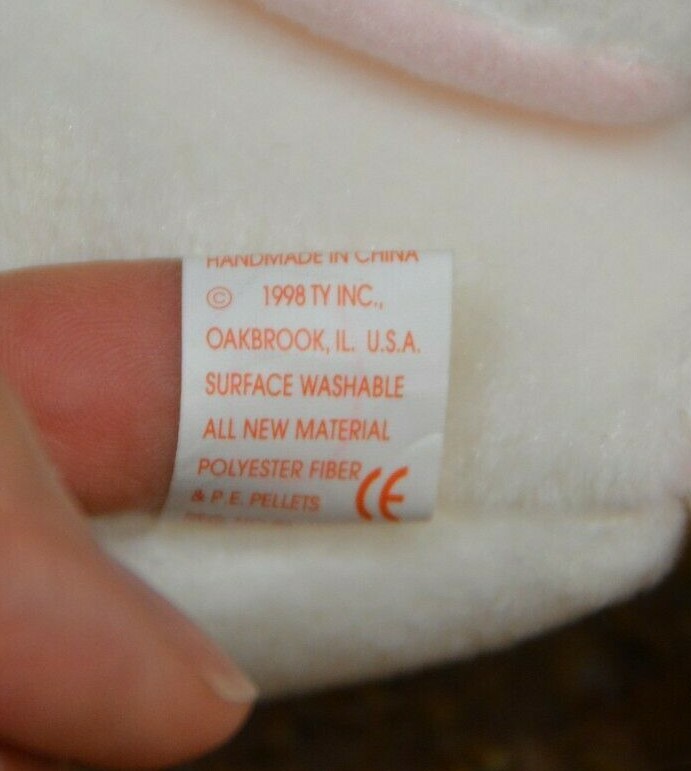 HANDMADE IN CHINA
© 1998 TY INC.,
OAKBROOK, IL. U.S.A.
SURFACE WASHABLE
ALL NEW MATERIAL
POLYESTER FIBER
& P.E. PELLETS CE